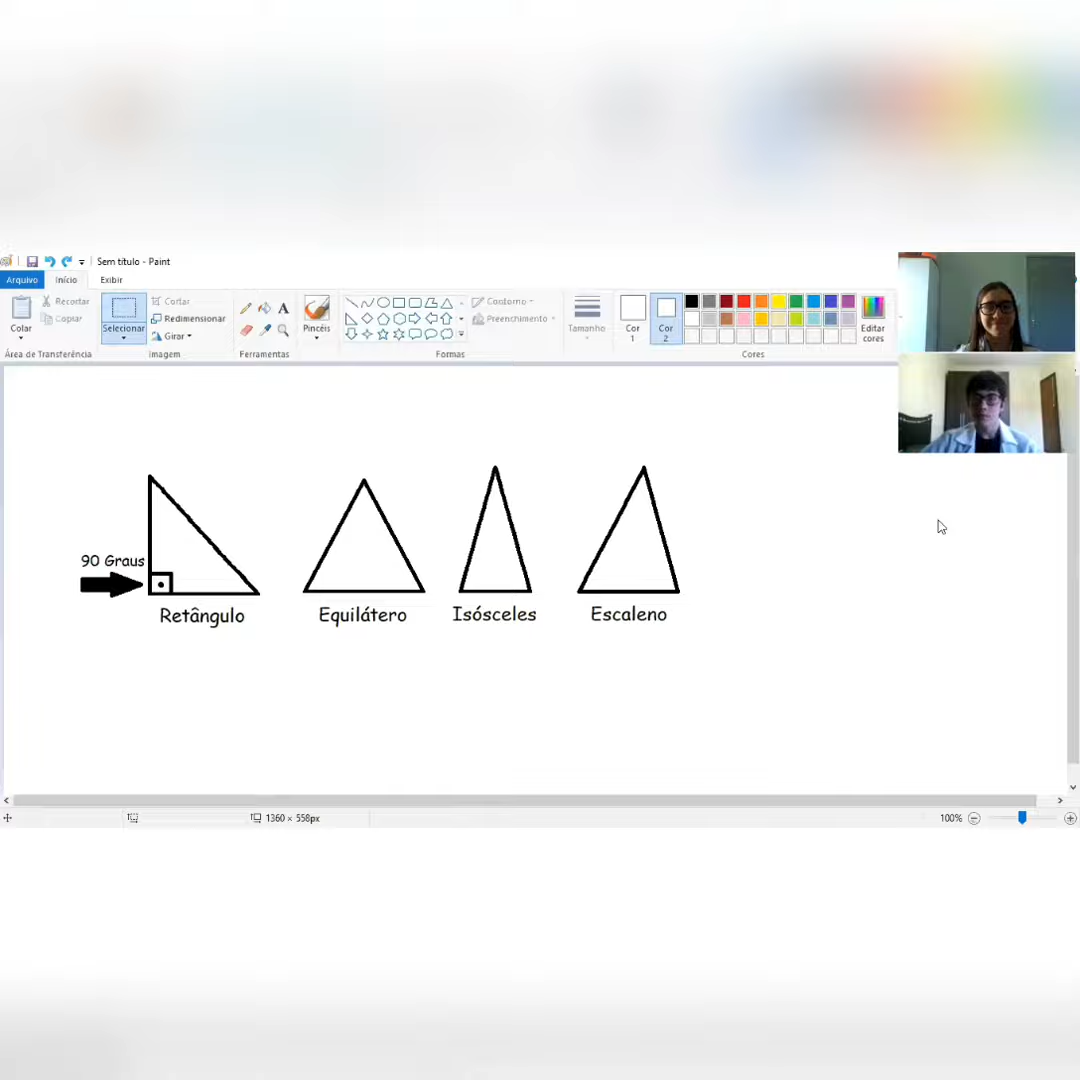 Sem título - Paint
Arquivo Início Exibir
Colar
Recortar
Copiar
Área de Transferência
Selecionar
Cortar
Redimensionar
Girar
Imagem
A
Ferramentas
Pincéis
Contorno
Preenchimento
Formas
Tamanho
Cor 1
Cor 2
Cores
Editar cores
90 Graus
Retângulo Equilátero Isósceles Escaleno
1360 × 558px
100%